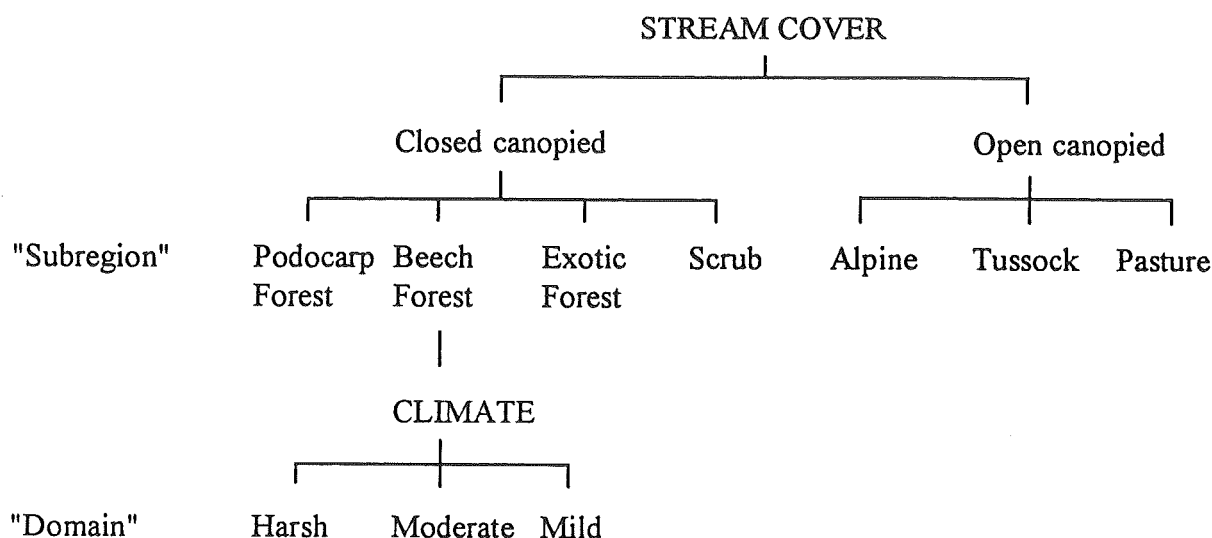 STREAM COVER
Closed canopied Open canopied
"Subregion" Podocarp Beech Exotic Scrub Alpine Tussock Pasture
Forest Forest Forest
CLIMATE
"Domain" Harsh Moderate Mild